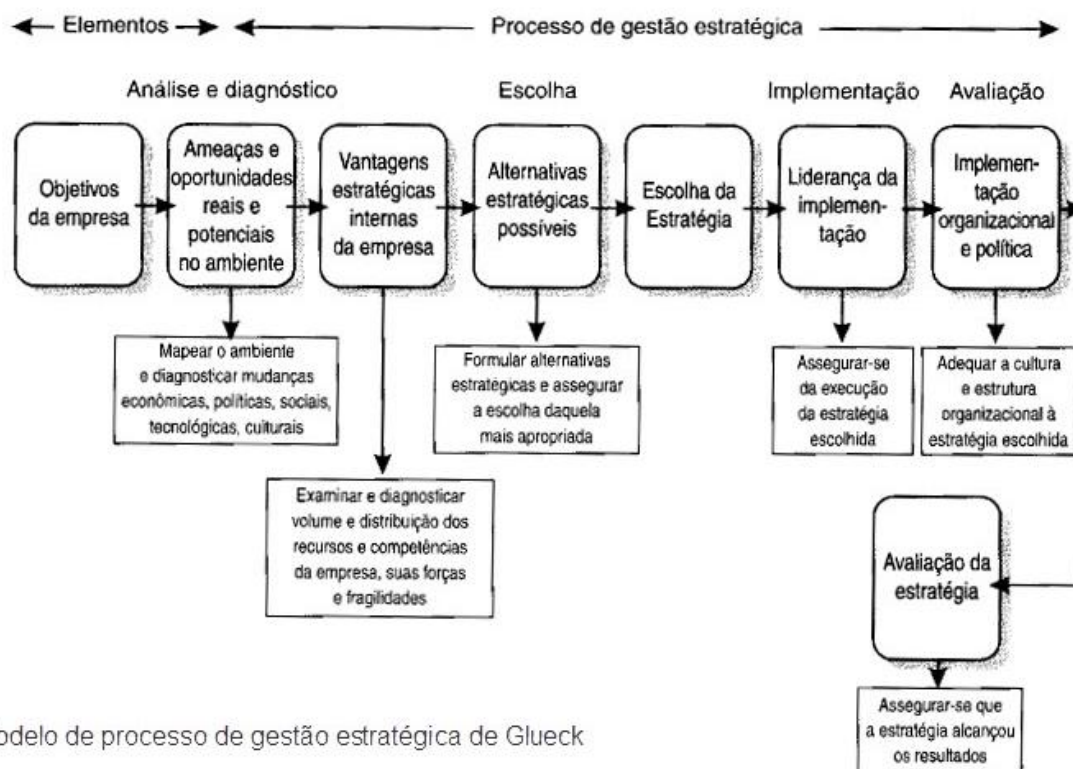 Elementos
Processo de gestão estratégica
Análise e diagnóstico
Escolha
Implementação
Avaliação
Objetivos
da empresa
Ameaças e
oportunidades
reais e
potenciais
no ambiente
Vantagens
estratégicas
internas
da empresa
Alternativas
estratégicas
possíveis
Escolha da
Estratégia
Liderança da
implemen-
tação
Implemen-
tação
organizacional
e política
Mapear o ambiente
e diagnosticar mudanças
econômicas, políticas, sociais,
tecnológicas, culturais
Formular alternativas
estratégicas e assegurar
a escolha daquela
mais apropriada
Assegurar-se
da execução
da estratégia
escolhida
Adequar a cultura
e estrutura
organizacional à
estratégia escolhida
Examinar e diagnosticar
volume e distribuição dos
recursos e competências
da empresa, suas forças
e fragilidades
Avaliação da
estratégia
Assegurar-se que
a estratégia alcançou
os resultados
odelo de processo de gestão estratégica de Glueck